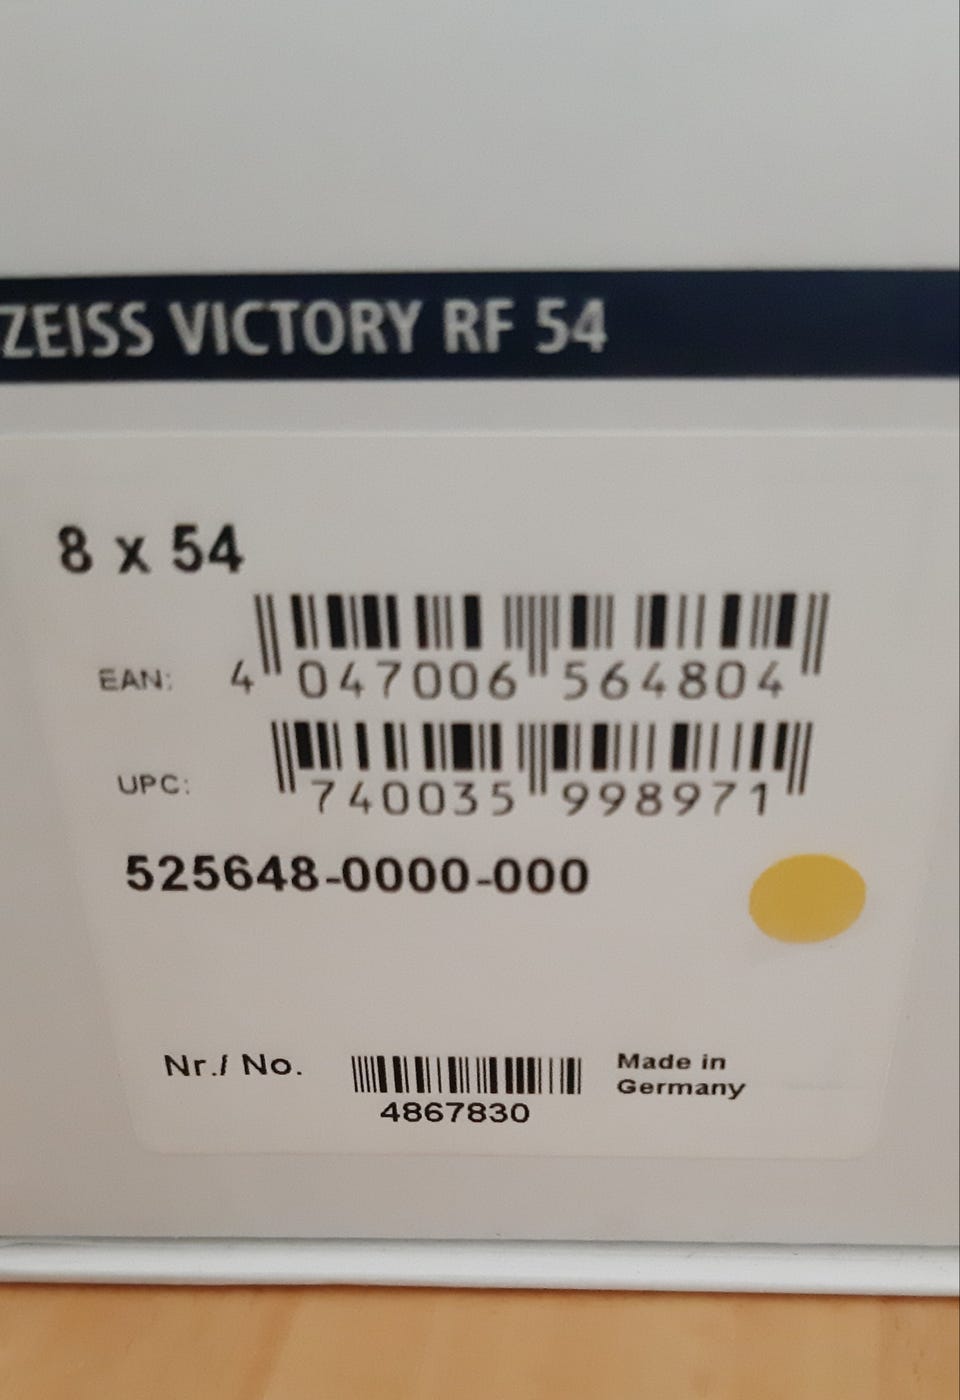 ZEISS VICTORY RF 54
8 x 54
EAN: 4 047006 564804
UPC: 740035 998971
525648-0000-000
Nr./ No.
4867830
Made in
Germany